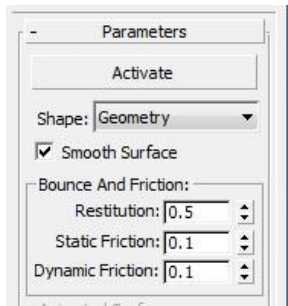 - Parameters
Activate
Shape: Geometry
Smooth Surface
Bounce And Friction:
Restitution: 0.5
Static Friction: 0.1
Dynamic Friction: 0.1